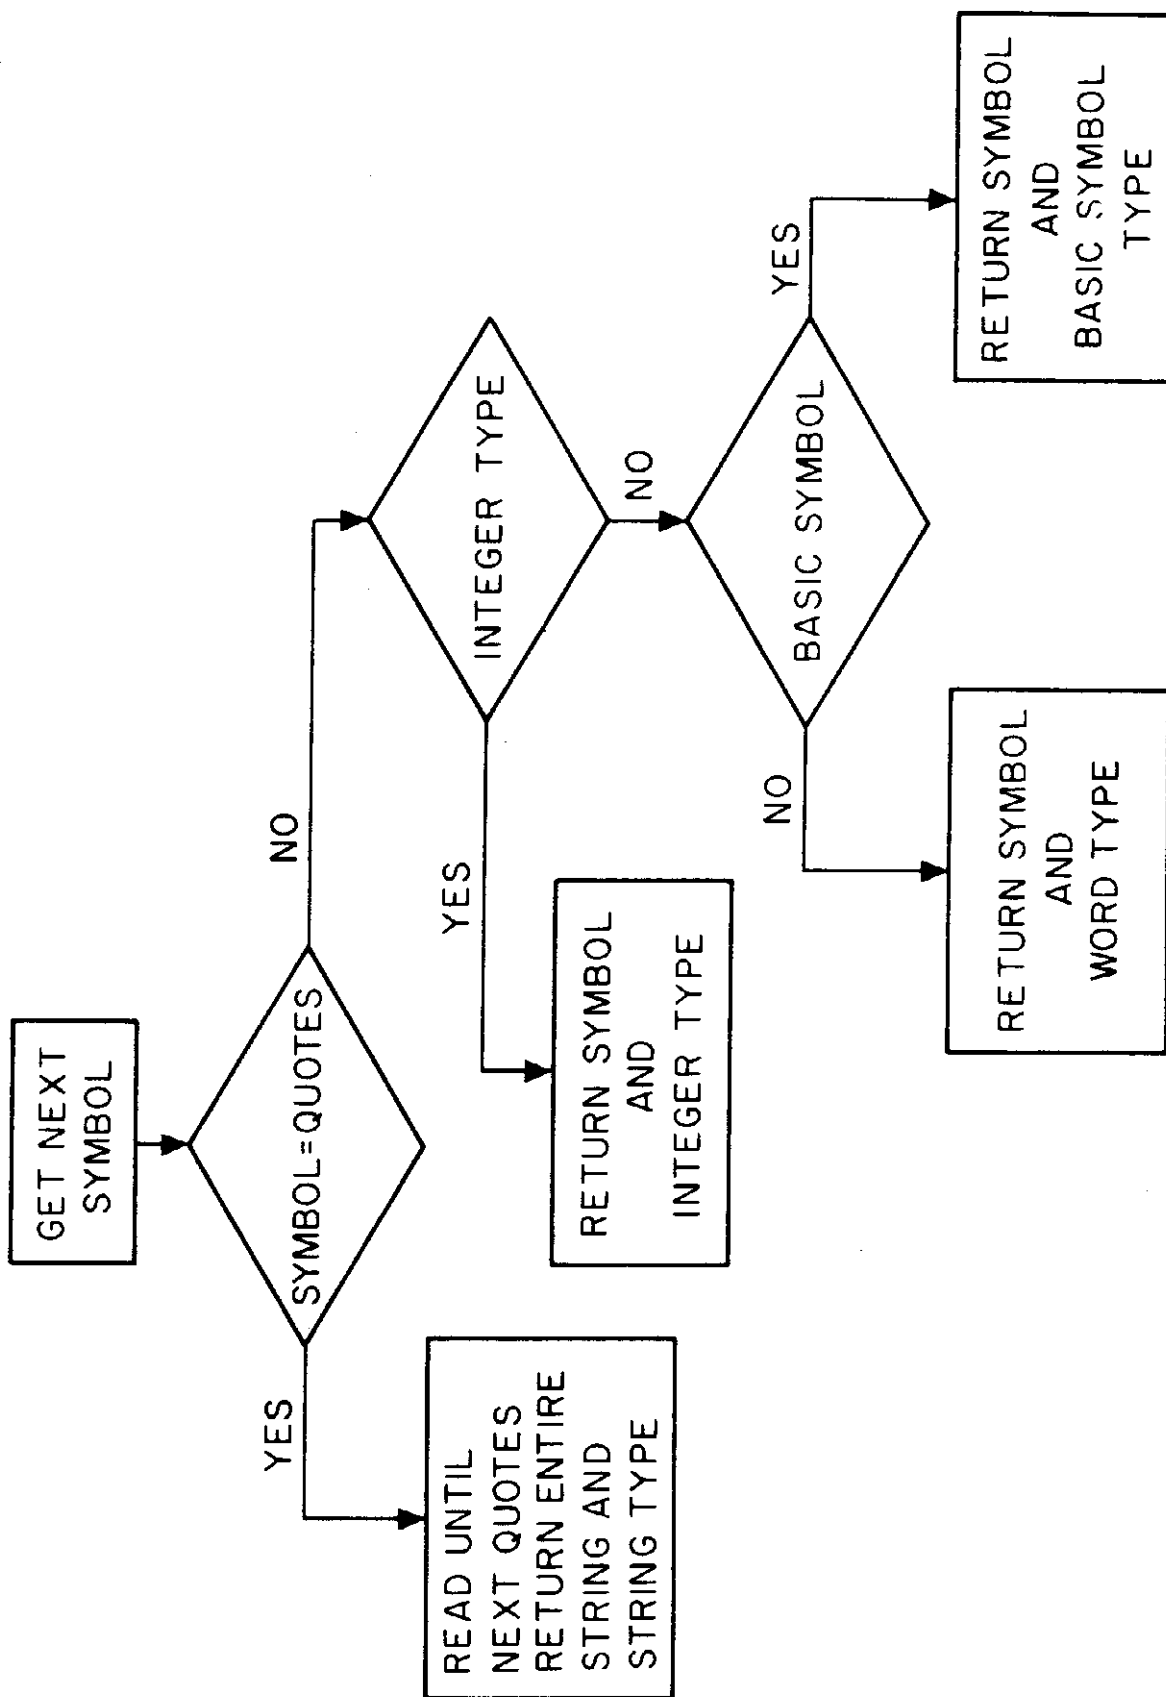 GET NEXT
SYMBOL
SYMBOL=QUOTES
YES
NO
READ UNTIL
NEXT QUOTES
RETURN ENTIRE
STRING AND
STRING TYPE
INTEGER TYPE
YES
NO
RETURN SYMBOL
AND
INTEGER TYPE
BASIC SYMBOL
NO
YES
RETURN SYMBOL
AND
WORD TYPE
RETURN SYMBOL
AND
BASIC SYMBOL
TYPE